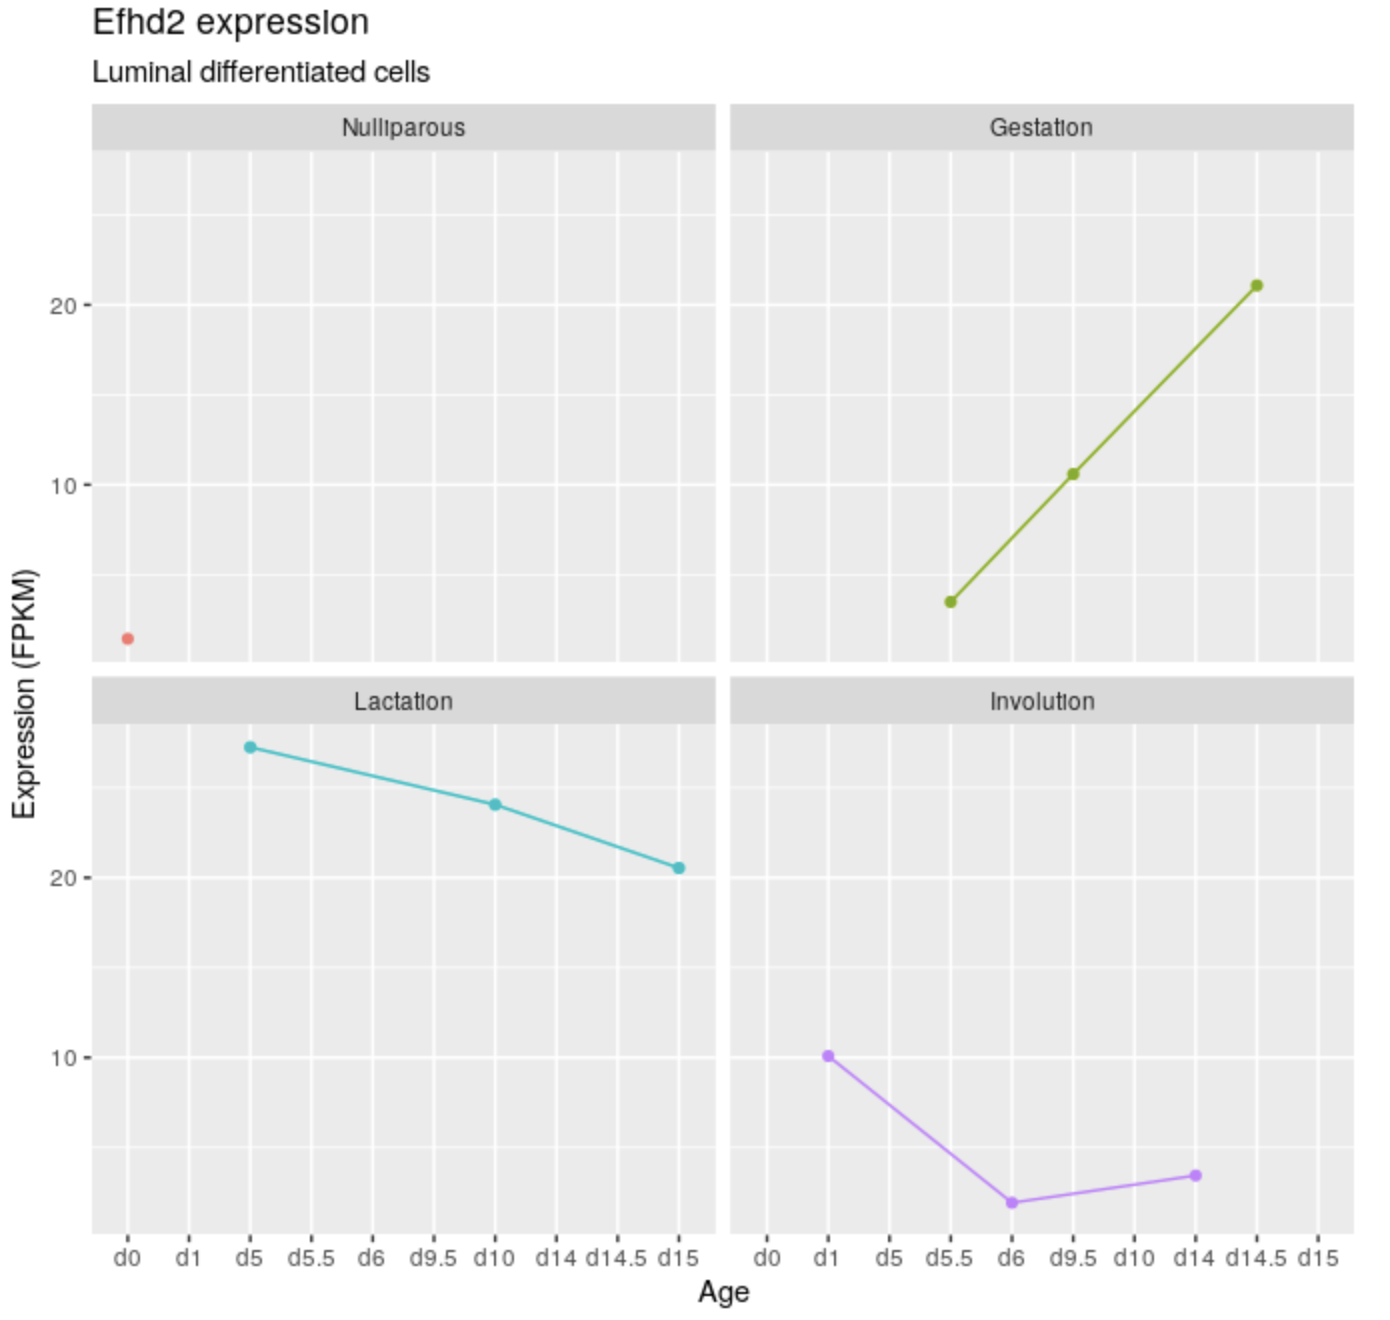 Efhd2 expression
Luminal differentiated cells
Nulliparous
Gestation
20
10
Expression (FPKM)
Lactation
Involution
20
10
d0 d1 d5 d5.5 d6 d9.5 d10 d14 d14.5 d15
d0 d1 d5 d5.5 d6 d9.5 d10 d14 d14.5 d15
Age